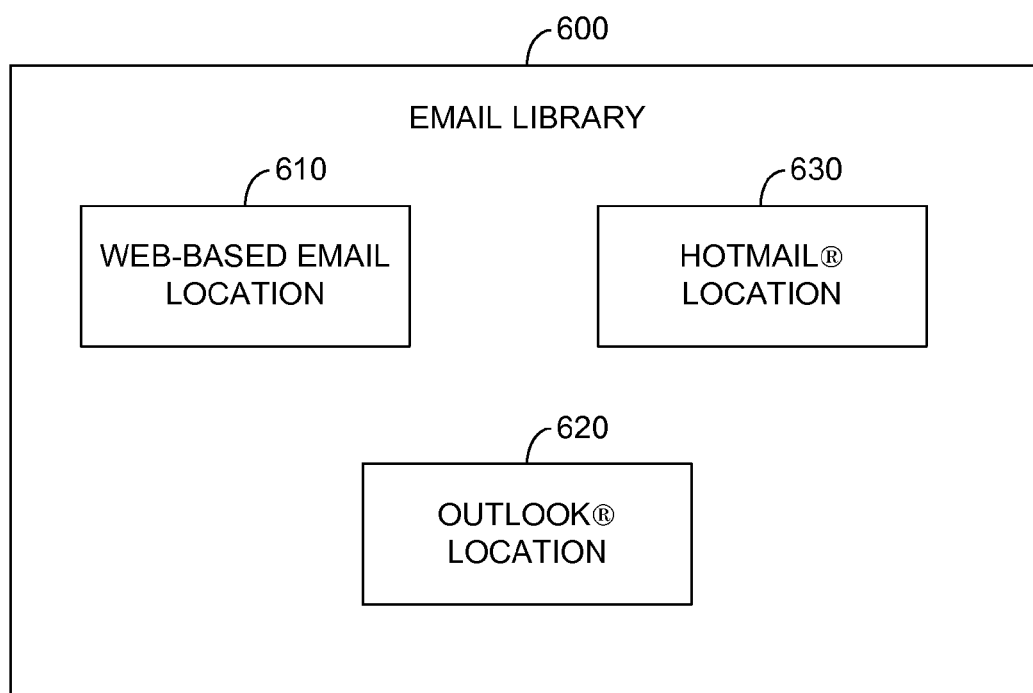 600
EMAIL LIBRARY
610
WEB-BASED EMAIL
LOCATION
630
HOTMAIL®
LOCATION
620
OUTLOOK®
LOCATION